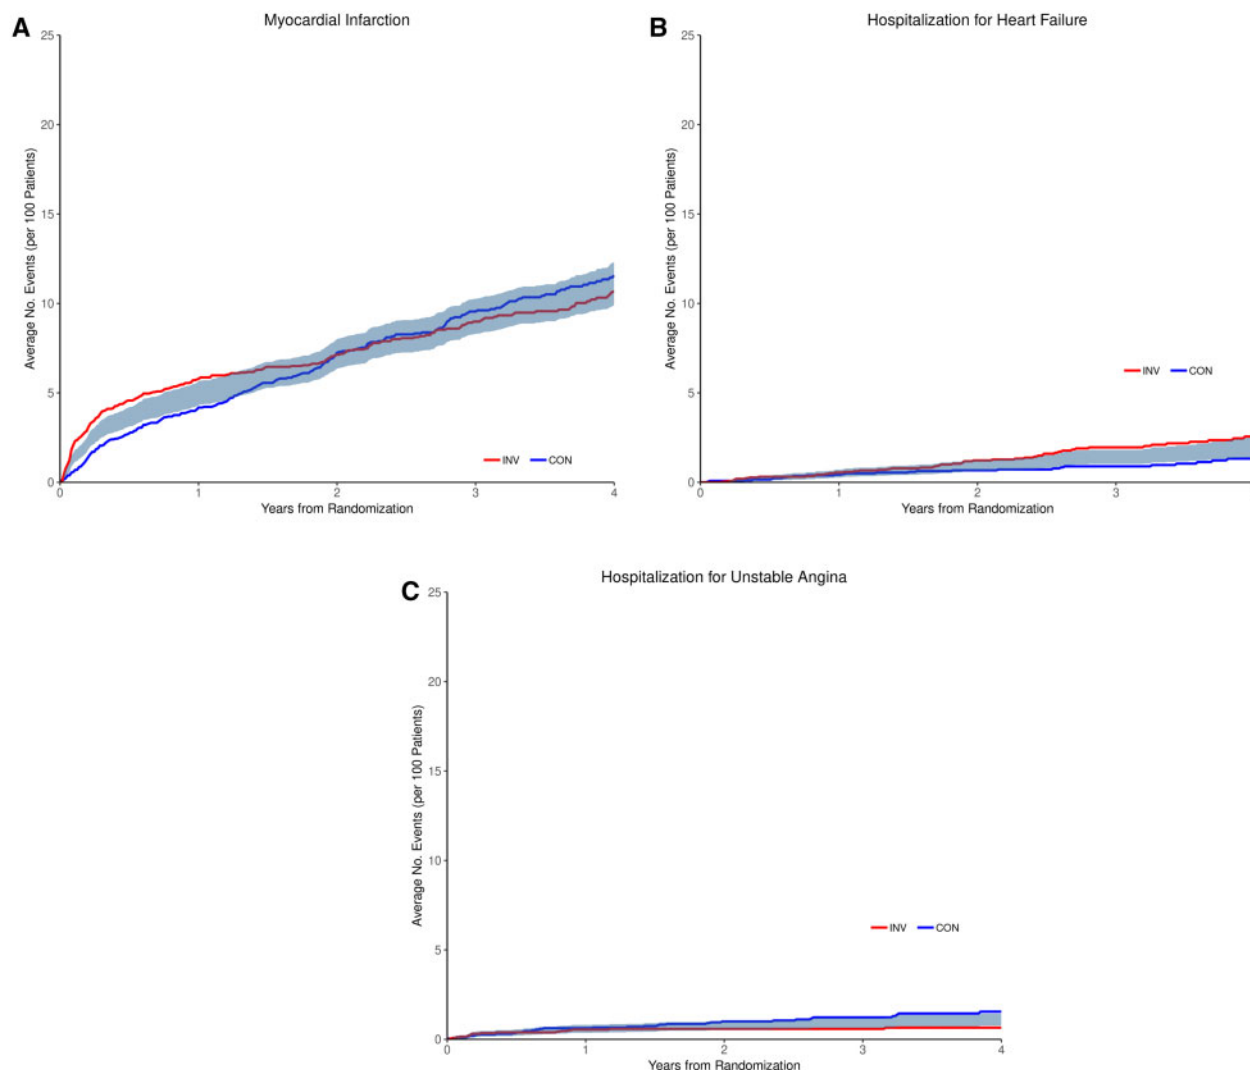 A
Myocardial Infarction
25
20
15
10
5
0
Average No. Events (per 100 Patients)
INV CON
0 1 2 3 4
Years from Randomization
B
Hospitalization for Heart Failure
25
20
15
10
5
0
Average No. Events (per 100 Patients)
INV CON
0 1 2 3
Years from Randomization
C
Hospitalization for Unstable Angina
25
20
15
10
5
0
Average No. Events (per 100 Patients)
INV CON
0 1 2 3 4
Years from Randomization